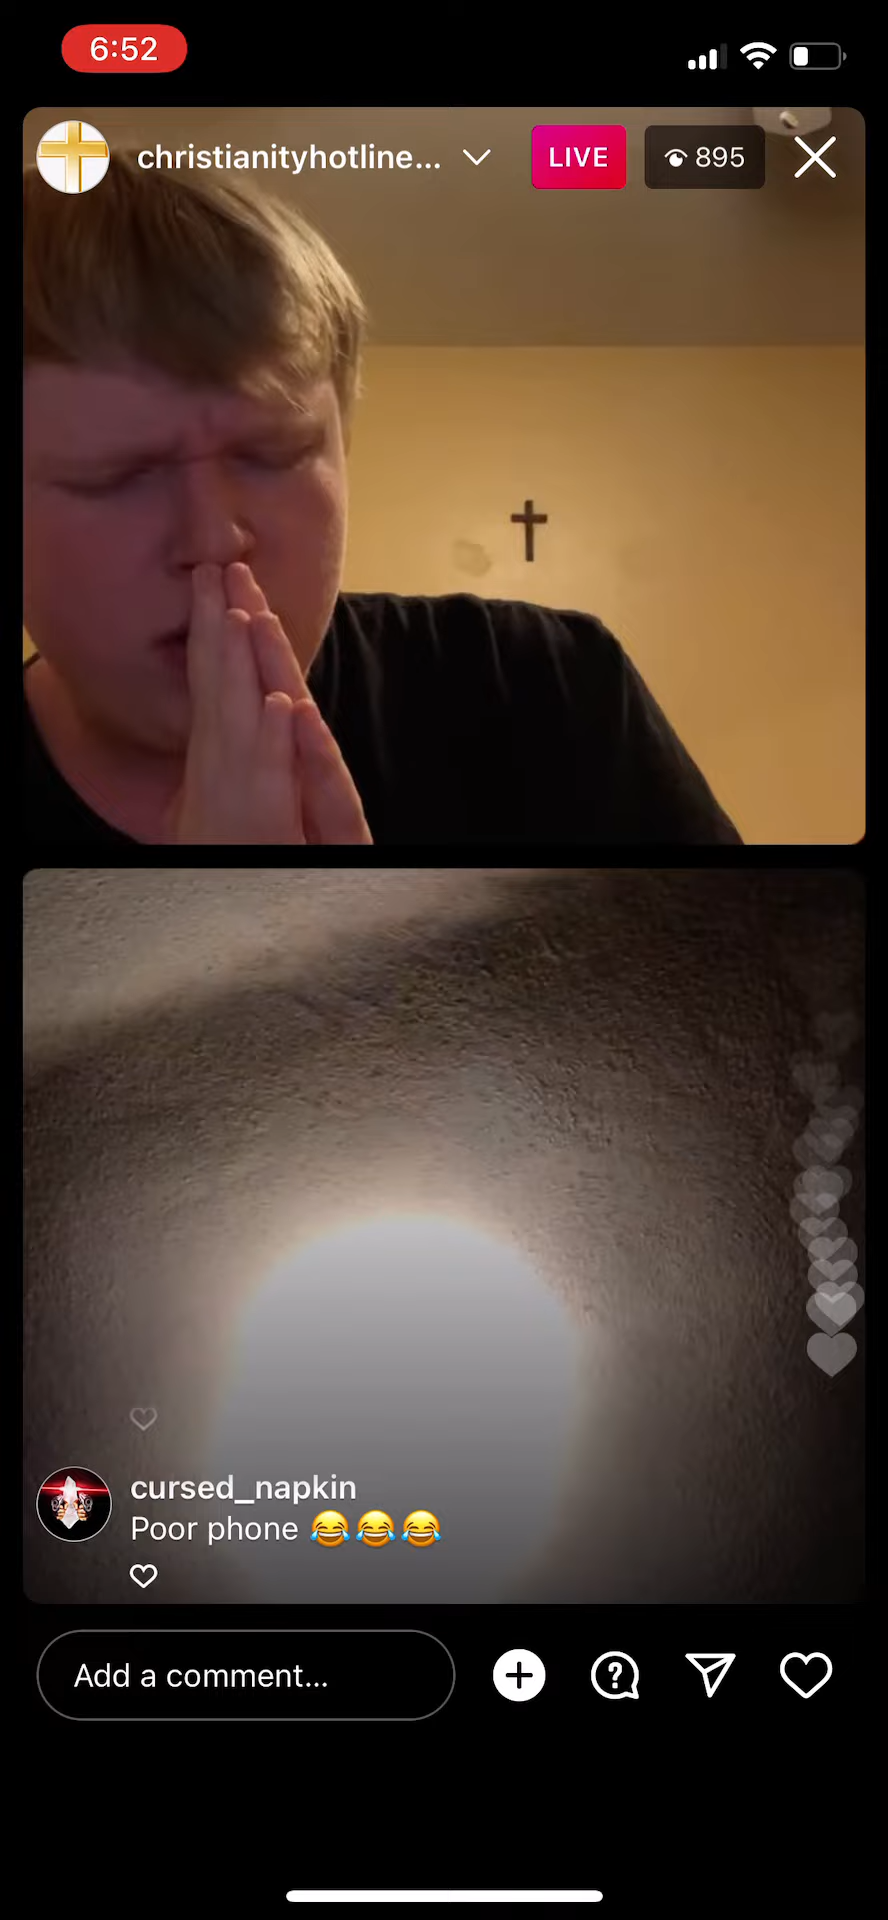 6:52
christianityhotline...
LIVE
895
cursed_napkin
Poor phone 😂😂😂
Add a comment...